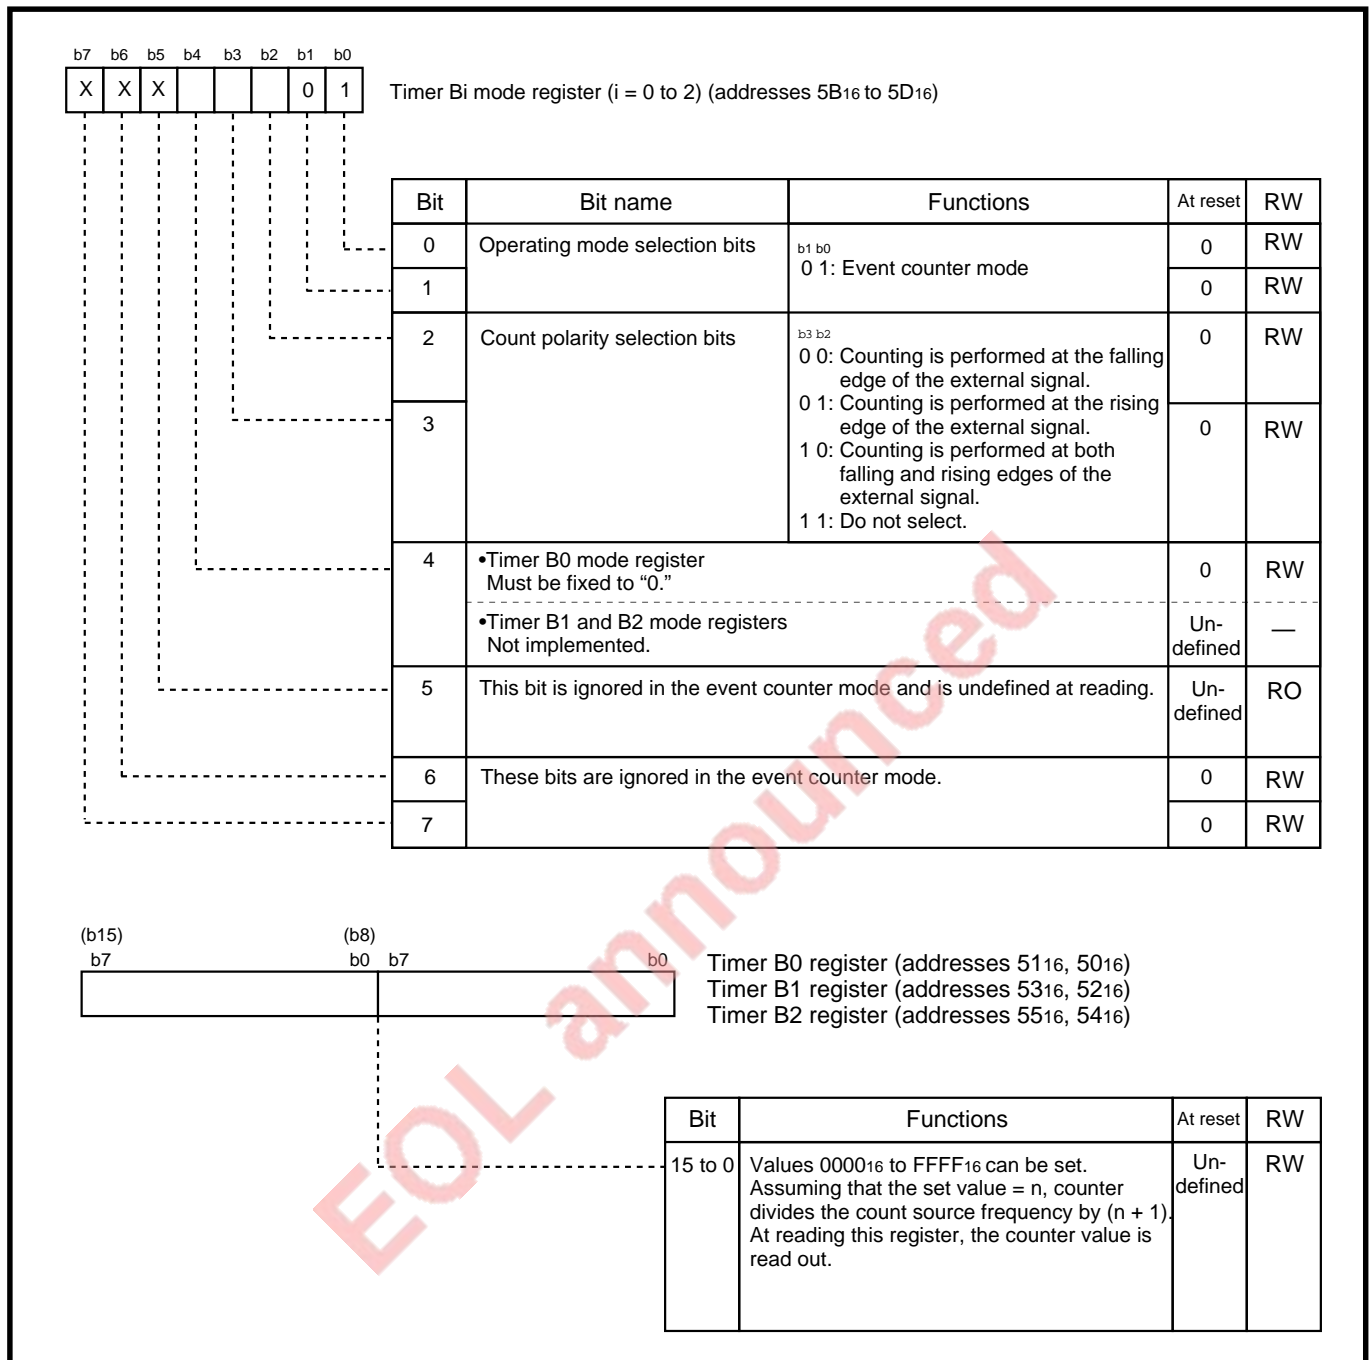 b7 b6 b5 b4 b3 b2 b1 b0
X X X 0 1
Timer Bi mode register (i = 0 to 2) (addresses 5B16 to 5D16)
Bit Bit name Functions At reset RW
0 Operating mode selection bits b1 b0 0 RW
0 1: Event counter mode
1 0 RW
2 Count polarity selection bits b3 b2 0 RW
0 0: Counting is performed at the falling
edge of the external signal.
0 1: Counting is performed at the rising
3 edge of the external signal. 0 RW
1 0: Counting is performed at both
falling and rising edges of the
external signal.
1 1: Do not select.
4 •Timer B0 mode register 0 RW
Must be fixed to “0.”
•Timer B1 and B2 mode registers Un- —
Not implemented. defined
5 This bit is ignored in the event counter mode and is undefined at reading. Un- RO
defined
6 These bits are ignored in the event counter mode. 0 RW
7 0 RW
(b15) (b8)
b7 b0 b7 b0
Timer B0 register (addresses 5116, 5016)
Timer B1 register (addresses 5316, 5216)
Timer B2 register (addresses 5516, 5416)
Bit Functions At reset RW
15 to 0 Values 000016 to FFFF16 can be set. Un- RW
Assuming that the set value = n, counter defined
divides the count source frequency by (n + 1).
At reading this register, the counter value is
read out.
EOL announced